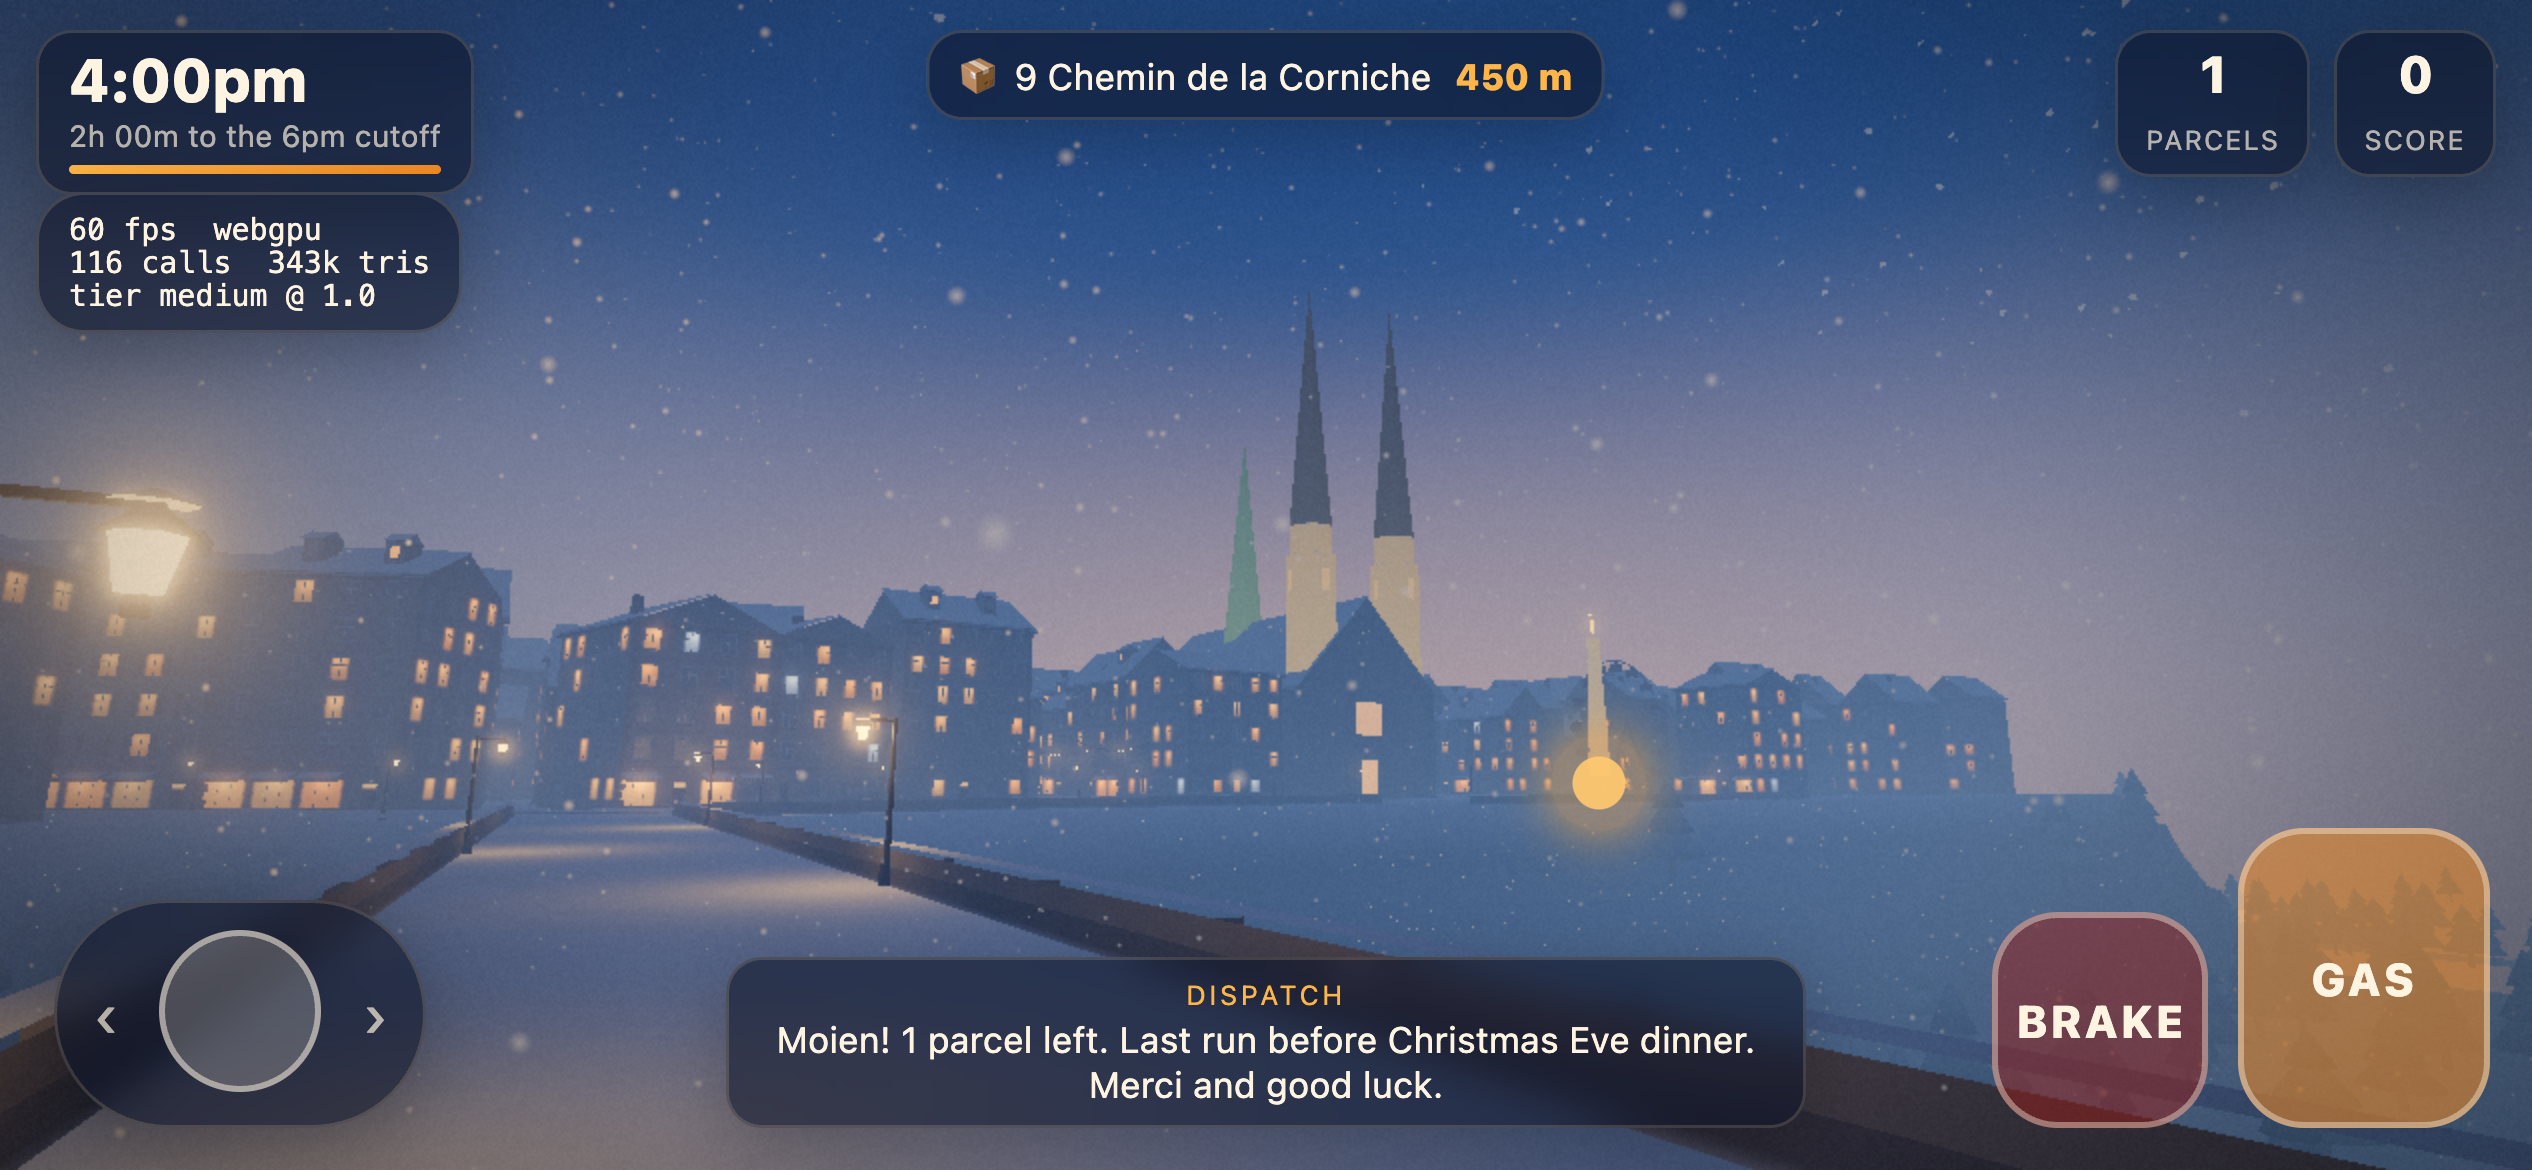 4:00pm
2h 00m to the 6pm cutoff
60 fps webgpu
116 calls 343k tris
tier medium @ 1.0
9 Chemin de la Corniche 450 m
1
PARCELS
0
SCORE
DISPATCH
Moien! 1 parcel left. Last run before Christmas Eve dinner.
Merci and good luck.
BRAKE
GAS